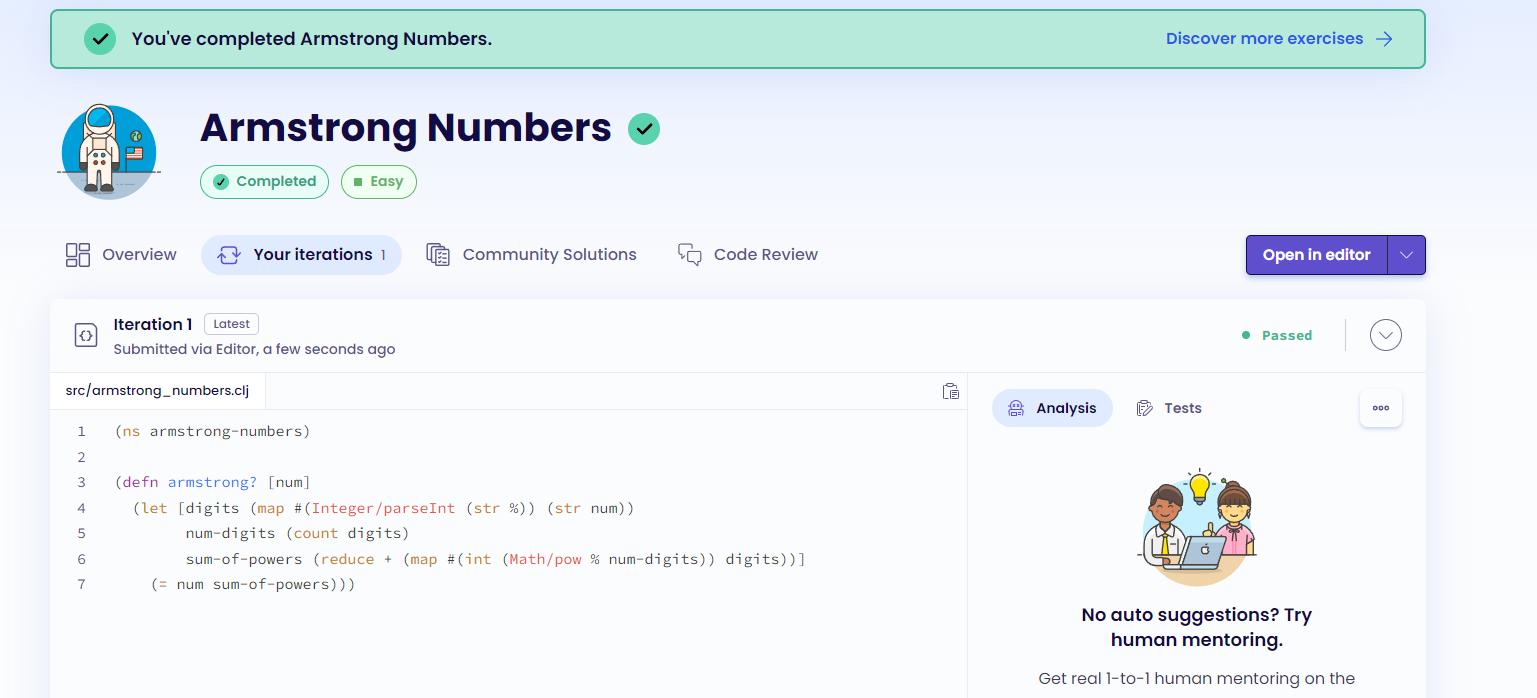 You've completed Armstrong Numbers.
Discover more exercises
Armstrong Numbers
Completed
Easy
Overview
Your iterations 1
Community Solutions
Code Review
Open in editor
Iteration 1 Latest
Submitted via Editor, a few seconds ago
Passed
src/armstrong_numbers.clj
Analysis
Tests
1 (ns armstrong-numbers)
2
3 (defn armstrong? [num]
4 (let [digits (map #(Integer/parseInt (str %)) (str num))
5 num-digits (count digits)
6 sum-of-powers (reduce + (map #(int (Math/pow % num-digits)) digits))]
7 (= num sum-of-powers)))
No auto suggestions? Try
human mentoring.
Get real 1-to-1 human mentoring on the